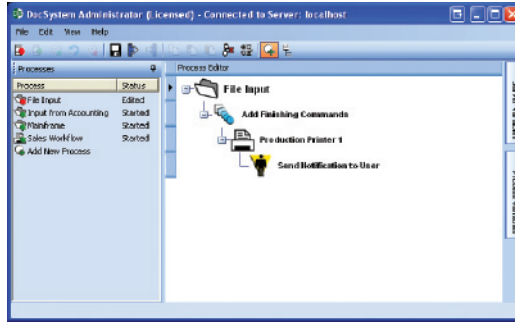 DocSystem Administrator (Licensed) - Connected to Server: localhost
File Edit View Help
Processes
Process Editor
Process Status
File Input Edited
Input from Accounting Started
Mainframe Started
Sales Workflow Started
Add New Process
File Input
Add Finishing Commands
Production Printer 1
Send Notification to User